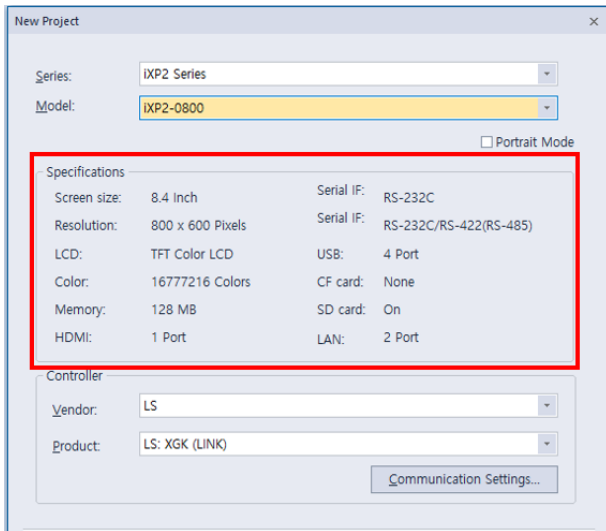 New Project
Series: iXP2 Series
Model: iXP2-0800
Portrait Mode
Specifications
Screen size: 8.4 Inch Serial IF: RS-232C
Resolution: 800 x 600 Pixels Serial IF: RS-232C/RS-422(RS-485)
LCD: TFT Color LCD USB: 4 Port
Color: 16777216 Colors CF card: None
Memory: 128 MB SD card: On
HDMI: 1 Port LAN: 2 Port
Controller
Vendor: LS
Product: LS: XGK (LINK)
Communication Settings...